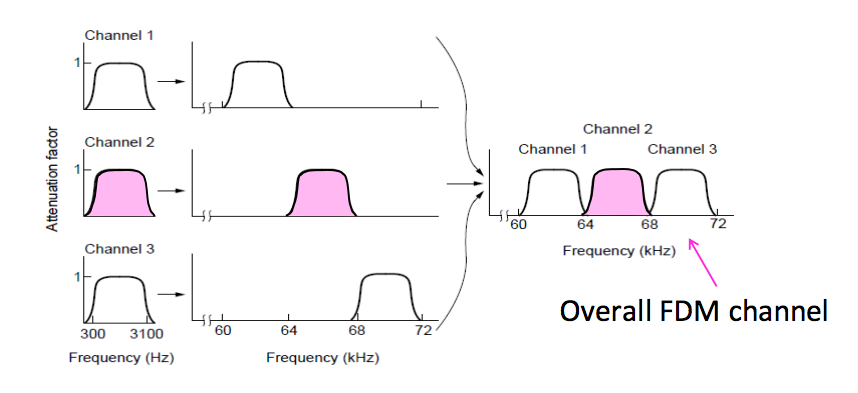 Channel 1
1
Channel 2
Channel 2
Channel 1
Channel 3
Attenuation factor
1
60
64
68
72
Frequency (kHz)
Channel 3
1
Overall FDM channel
300
3100
60
64
68
72
Frequency (Hz)
Frequency (kHz)